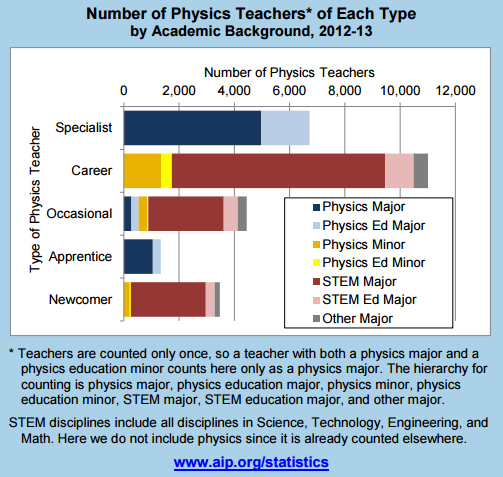 Number of Physics Teachers* of Each Type
by Academic Background, 2012-13
Number of Physics Teachers
0 2,000 4,000 6,000 8,000 10,000 12,000
Type of Physics Teacher
Specialist
Career
Occasional
Apprentice
Newcomer
Physics Major
Physics Ed Major
Physics Minor
Physics Ed Minor
STEM Major
STEM Ed Major
Other Major
* Teachers are counted only once, so a teacher with both a physics major and a
physics education minor counts here only as a physics major. The hierarchy for
counting is physics major, physics education major, physics minor, physics
education minor, STEM major, STEM education major, and other major.
STEM disciplines include all disciplines in Science, Technology, Engineering, and
Math. Here we do not include physics since it is already counted elsewhere.
www.aip.org/statistics